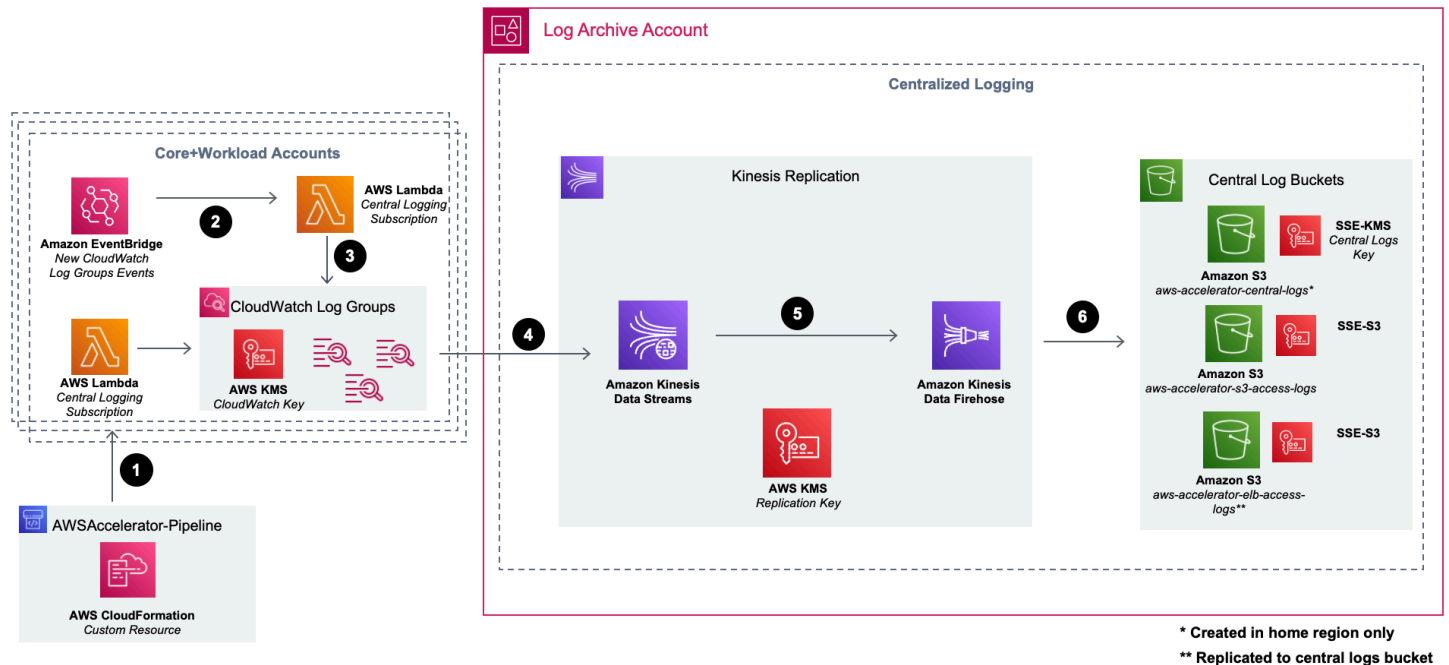 Log Archive Account
Centralized Logging
Core+Workload Accounts
Amazon EventBridge
New CloudWatch
Log Groups Events
2
AWS Lambda
Central Logging
Subscription
3
CloudWatch Log Groups
AWS KMS
CloudWatch Key
AWS Lambda
Central Logging
Subscription
1
AWSAccelerator-Pipeline
AWS CloudFormation
Custom Resource
4
Kinesis Replication
Amazon Kinesis
Data Streams
5
Amazon Kinesis
Data Firehose
AWS KMS
Replication Key
6
Central Log Buckets
Amazon S3
aws-accelerator-central-logs*
SSE-KMS
Central Logs
Key
Amazon S3
aws-accelerator-s3-access-logs
SSE-S3
Amazon S3
aws-accelerator-elb-access-
logs**
SSE-S3
* Created in home region only
** Replicated to central logs bucket